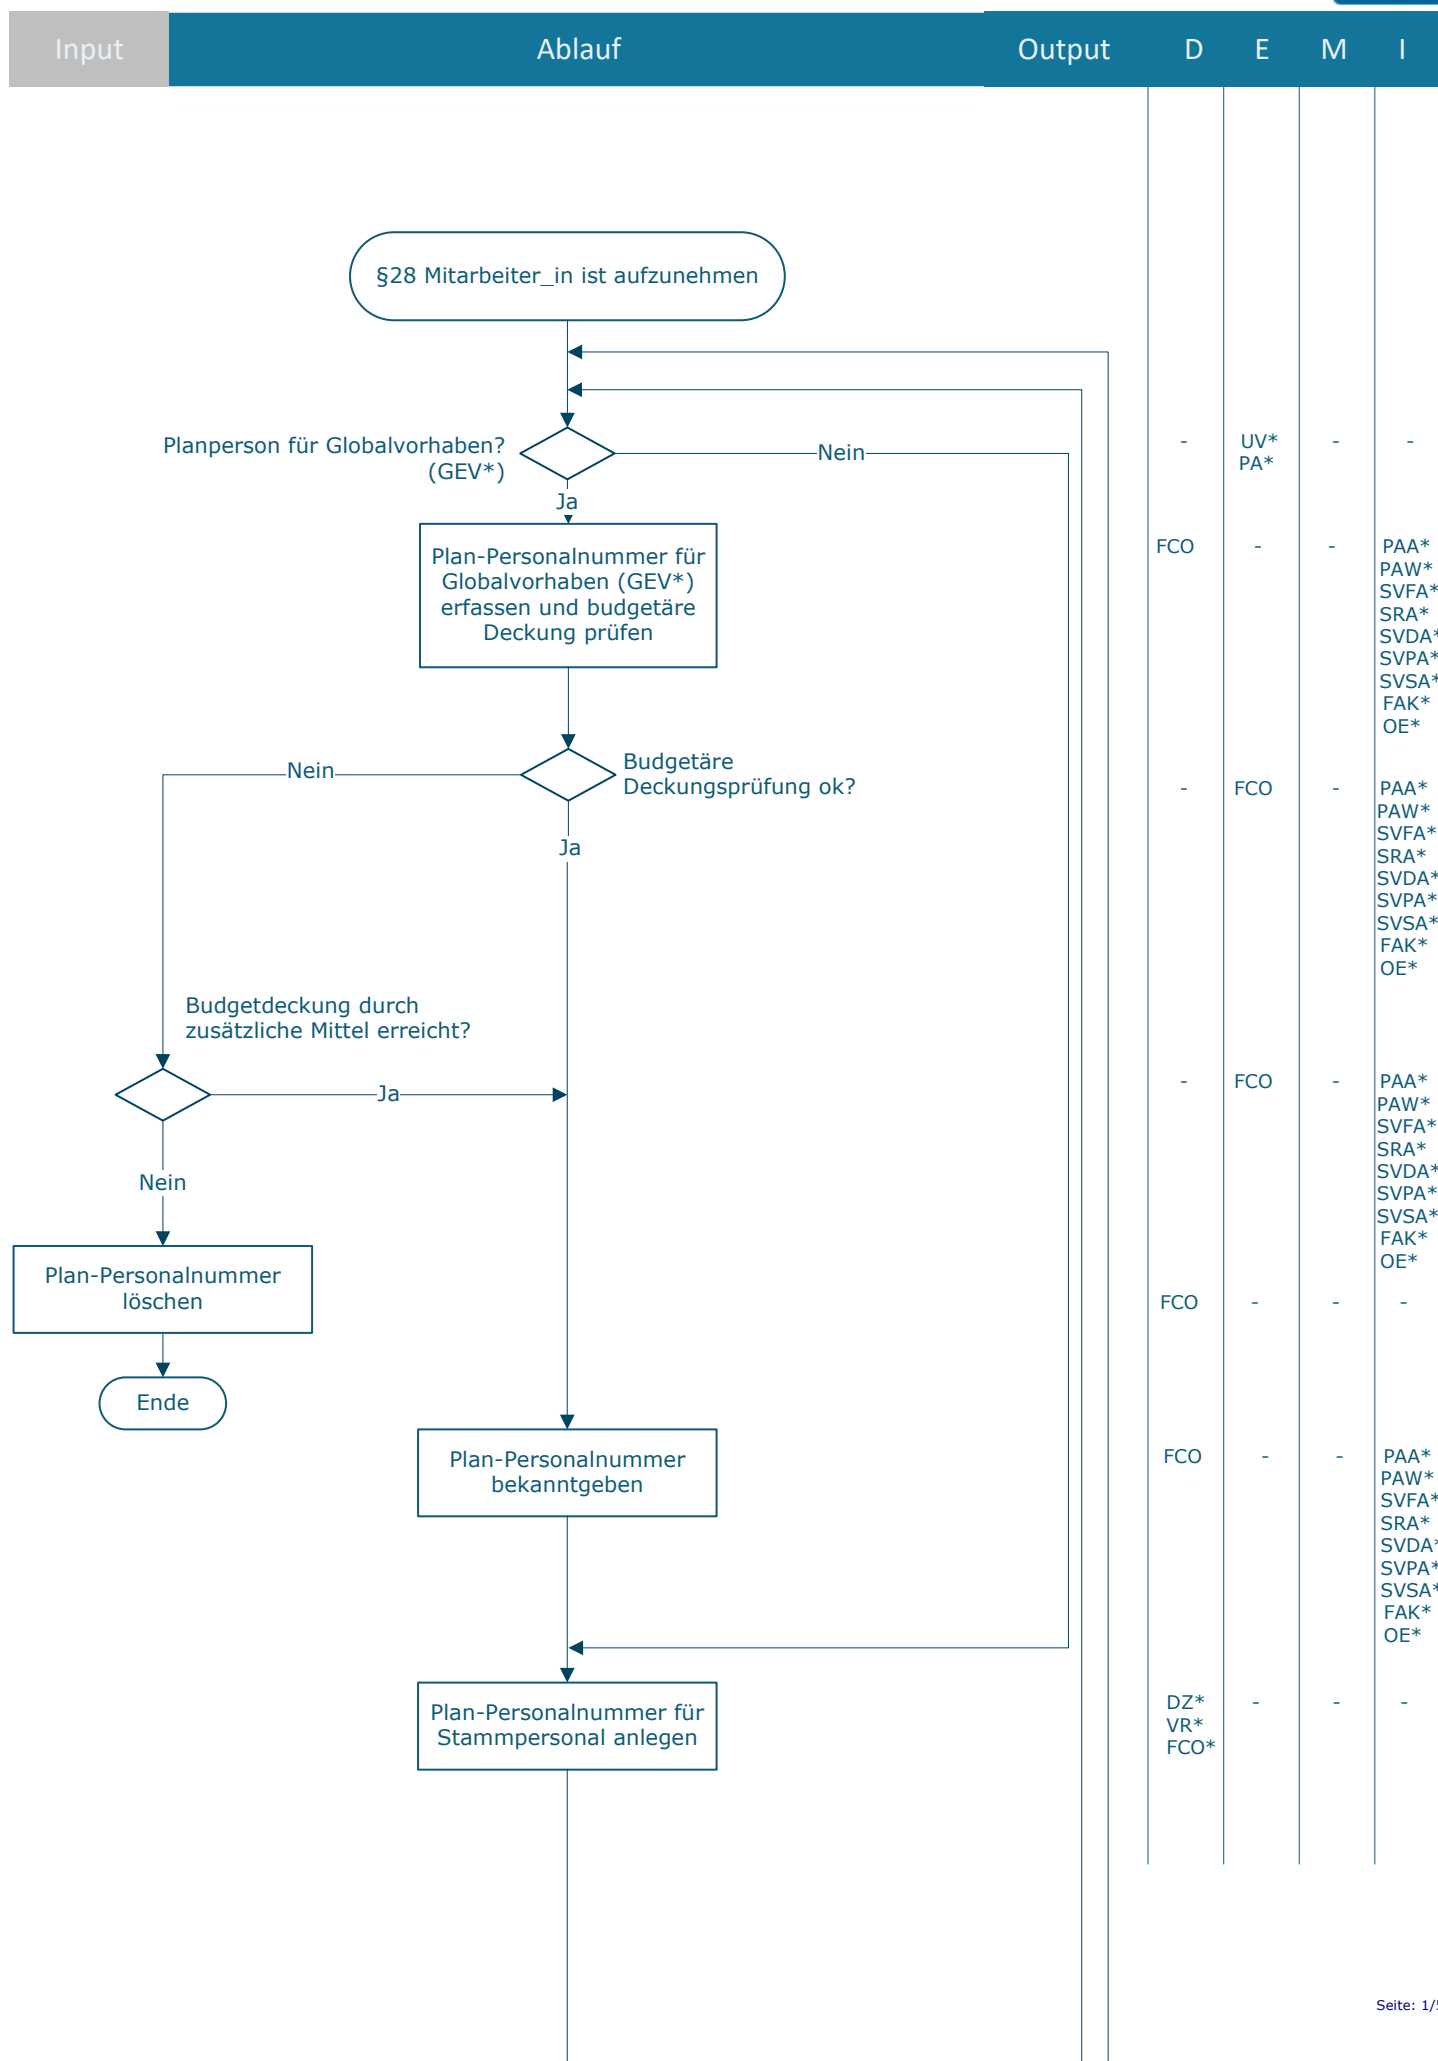 Input Ablauf Output D E M I
§28 Mitarbeiter_in ist aufzunehmen
Planperson für Globalvorhaben?
(GEV*)
Nein
Ja
- UV* - -
PA*
Plan-Personalnummer für
Globalvorhaben (GEV*)
erfassen und budgetäre
Deckung prüfen
FCO - - PAA*
PAW*
SVFA*
SRA*
SVDA*
SVPA*
SVSA*
FAK*
OE*
Nein
Budgetäre
Deckungsprüfung ok?
Ja
- FCO - PAA*
PAW*
SVFA*
SRA*
SVDA*
SVPA*
SVSA*
FAK*
OE*
Budgetdeckung durch
zusätzliche Mittel erreicht?
Ja
Nein
- FCO - PAA*
PAW*
SVFA*
SRA*
SVDA*
SVPA*
SVSA*
FAK*
OE*
Plan-Personalnummer
löschen
FCO - - -
Ende
Plan-Personalnummer
bekanntgeben
FCO - - PAA*
PAW*
SVFA*
SRA*
SVDA*
SVPA*
SVSA*
FAK*
OE*
Plan-Personalnummer für
Stammpersonal anlegen
DZ* - - -
VR*
FCO*
Seite: 1/5